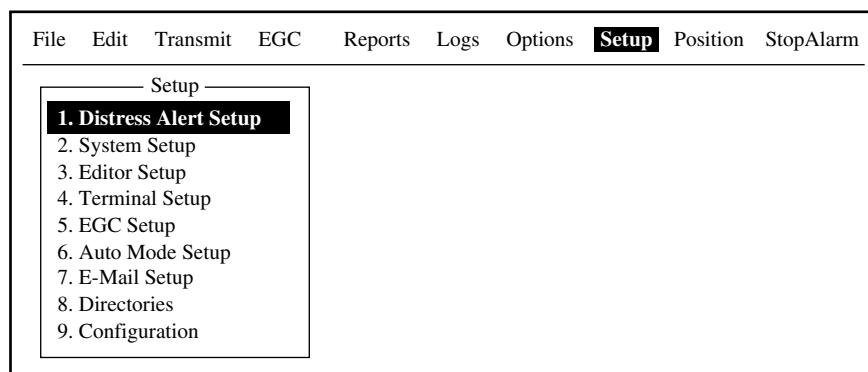 File Edit Transmit EGC Reports Logs Options Setup Position StopAlarm
Setup
1. Distress Alert Setup
2. System Setup
3. Editor Setup
4. Terminal Setup
5. EGC Setup
6. Auto Mode Setup
7. E-Mail Setup
8. Directories
9. Configuration